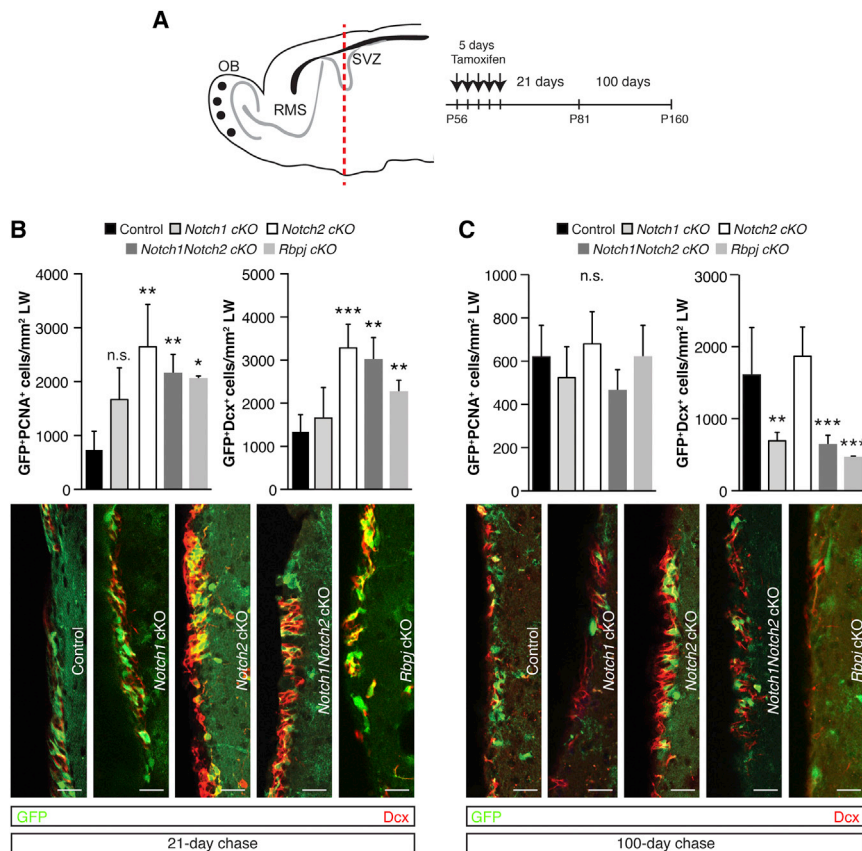 A
OB
SVZ
RMS
5 days
Tamoxifen
21 days
100 days
P56
P81
P160
B
Control
Notch1 cKO
Notch2 cKO
Notch1Notch2 cKO
Rbpj cKO
GFP⁺PCNA⁺ cells/mm² LW
4000
3000
2000
1000
0
n.s.
**
**
*
GFP⁺Dcx⁺ cells/mm² LW
5000
4000
3000
2000
1000
0
***
**
**
Control
Notch1 cKO
Notch2 cKO
Notch1Notch2 cKO
Rbpj cKO
GFP
Dcx
21-day chase
C
Control
Notch1 cKO
Notch2 cKO
Notch1Notch2 cKO
Rbpj cKO
GFP⁺PCNA⁺ cells/mm² LW
1000
800
600
400
200
0
n.s.
GFP⁺Dcx⁺ cells/mm² LW
3000
2000
1000
0
**
***
***
Control
Notch1 cKO
Notch2 cKO
Notch1Notch2 cKO
Rbpj cKO
GFP
Dcx
100-day chase